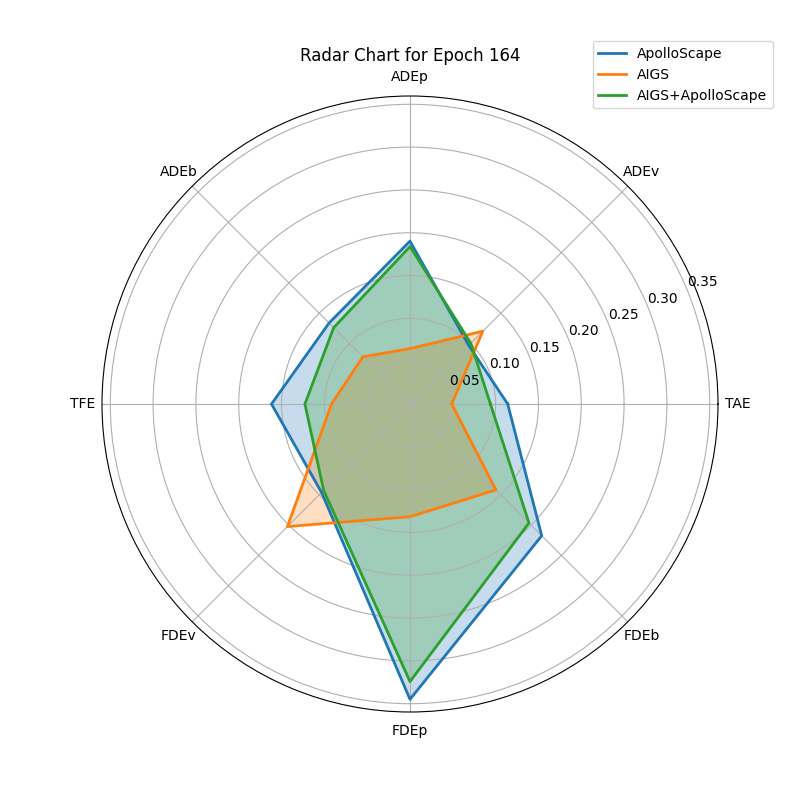 Radar Chart for Epoch 164
ApolloScape
AIGS
AIGS+ApolloScape
ADEp
ADEb
ADEv
0.35
0.30
0.25
0.20
0.15
0.10
0.05
TFE
TAE
FDEv
FDEb
FDEp